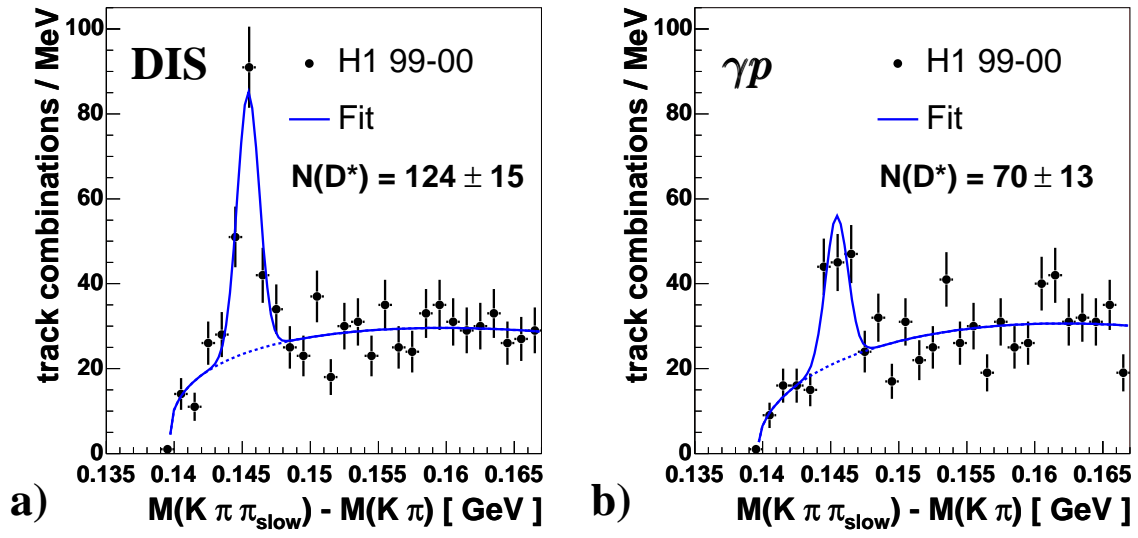 track combinations / MeV
100
80
60
40
20
0
DIS
H1 99-00
Fit
N(D*) = 124 ± 15
0.135 0.14 0.145 0.15 0.155 0.16 0.165
M(K π π_slow) - M(K π) [ GeV ]
a)
track combinations / MeV
100
80
60
40
20
0
γp
H1 99-00
Fit
N(D*) = 70 ± 13
0.135 0.14 0.145 0.15 0.155 0.16 0.165
M(K π π_slow) - M(K π) [ GeV ]
b)